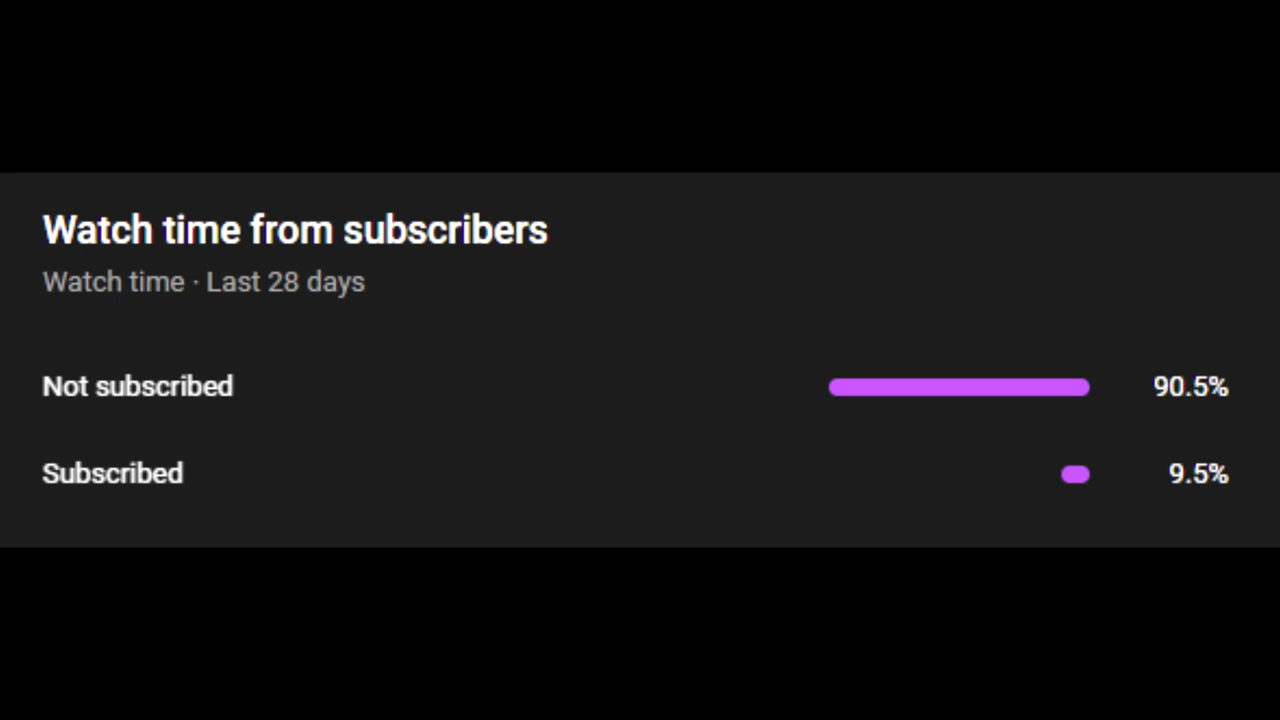 Watch time from subscribers
Watch time · Last 28 days
Not subscribed 90.5%
Subscribed 9.5%